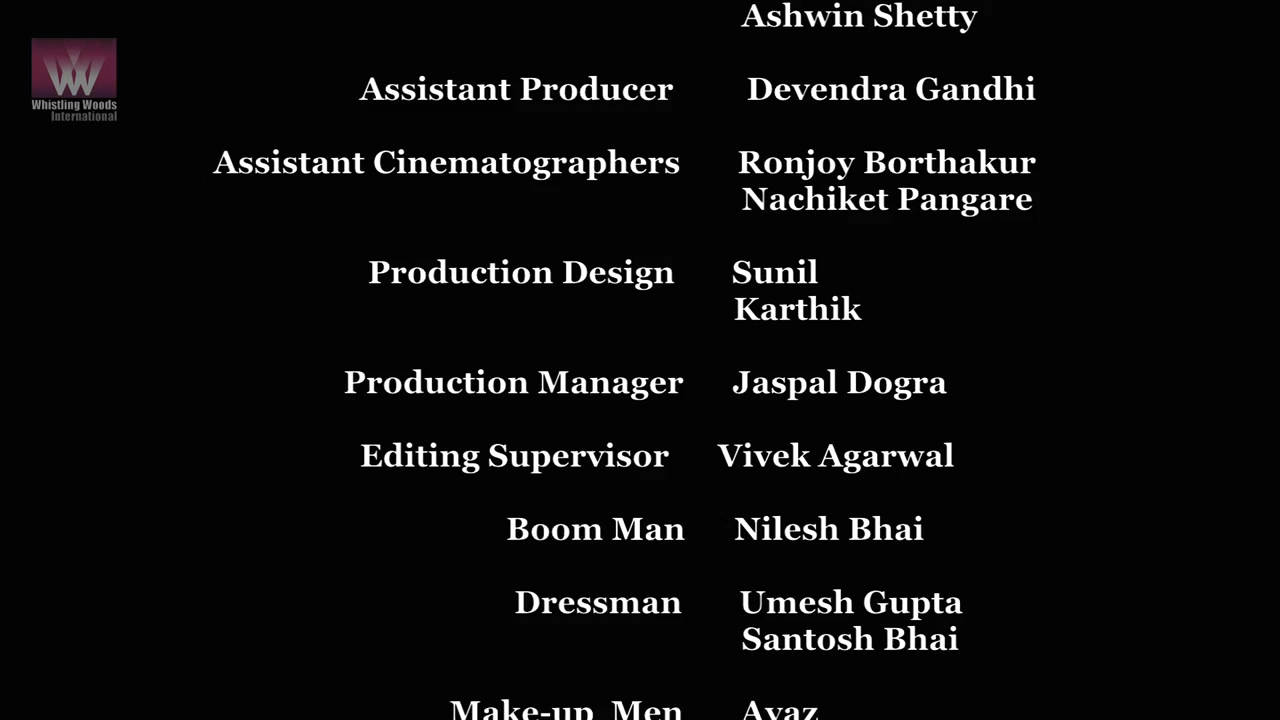 Ashwin Shetty
Whistling Woods
International
Assistant Producer Devendra Gandhi
Assistant Cinematographers Ronjoy Borthakur
Nachiket Pangare
Production Design Sunil
Karthik
Production Manager Jaspal Dogra
Editing Supervisor Vivek Agarwal
Boom Man Nilesh Bhai
Dressman Umesh Gupta
Santosh Bhai
Make-up Men Ayaz